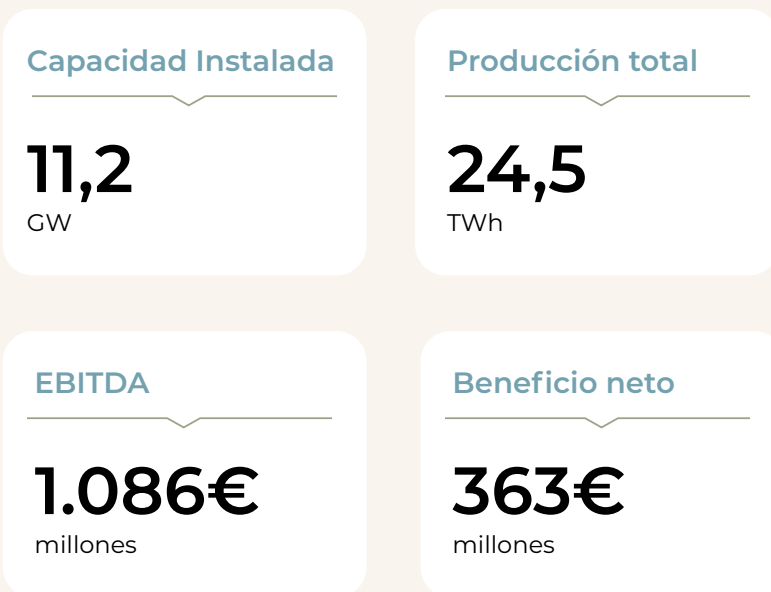 Capacidad Instalada
11,2
GW
Producción total
24,5
TWh
EBITDA
1.086€
millones
Beneficio neto
363€
millones